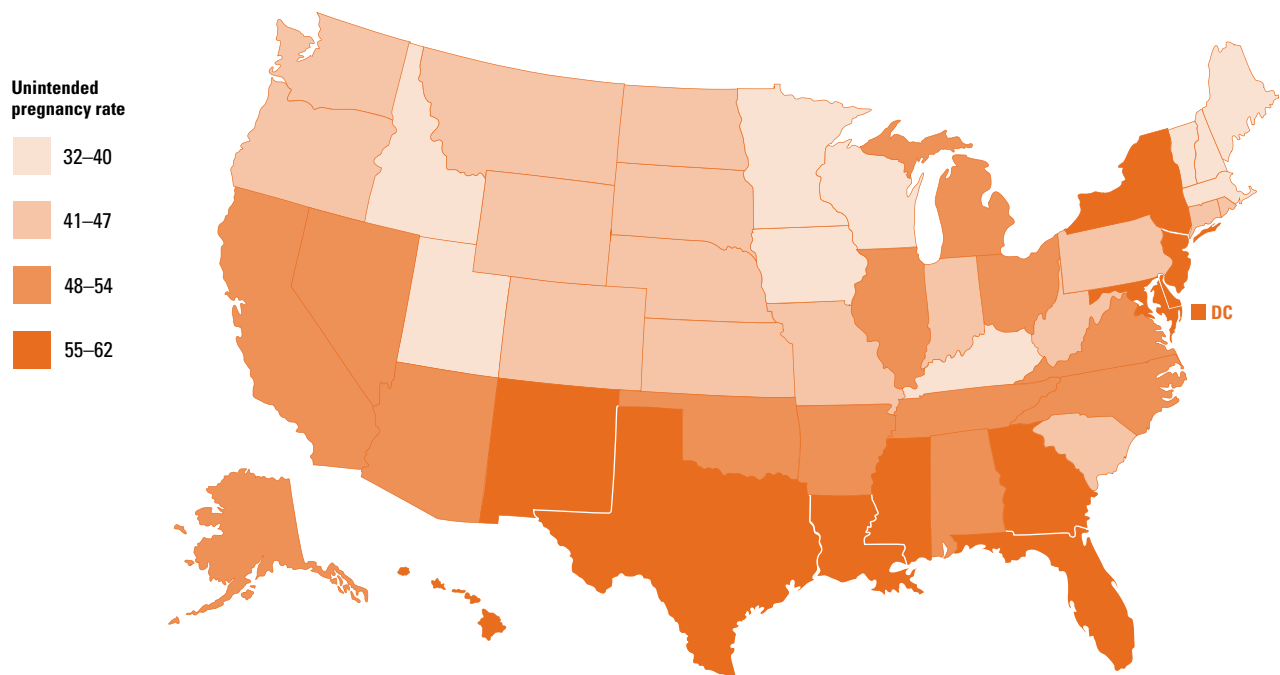 Unintended
pregnancy rate
32–40
41–47
48–54
55–62
DC